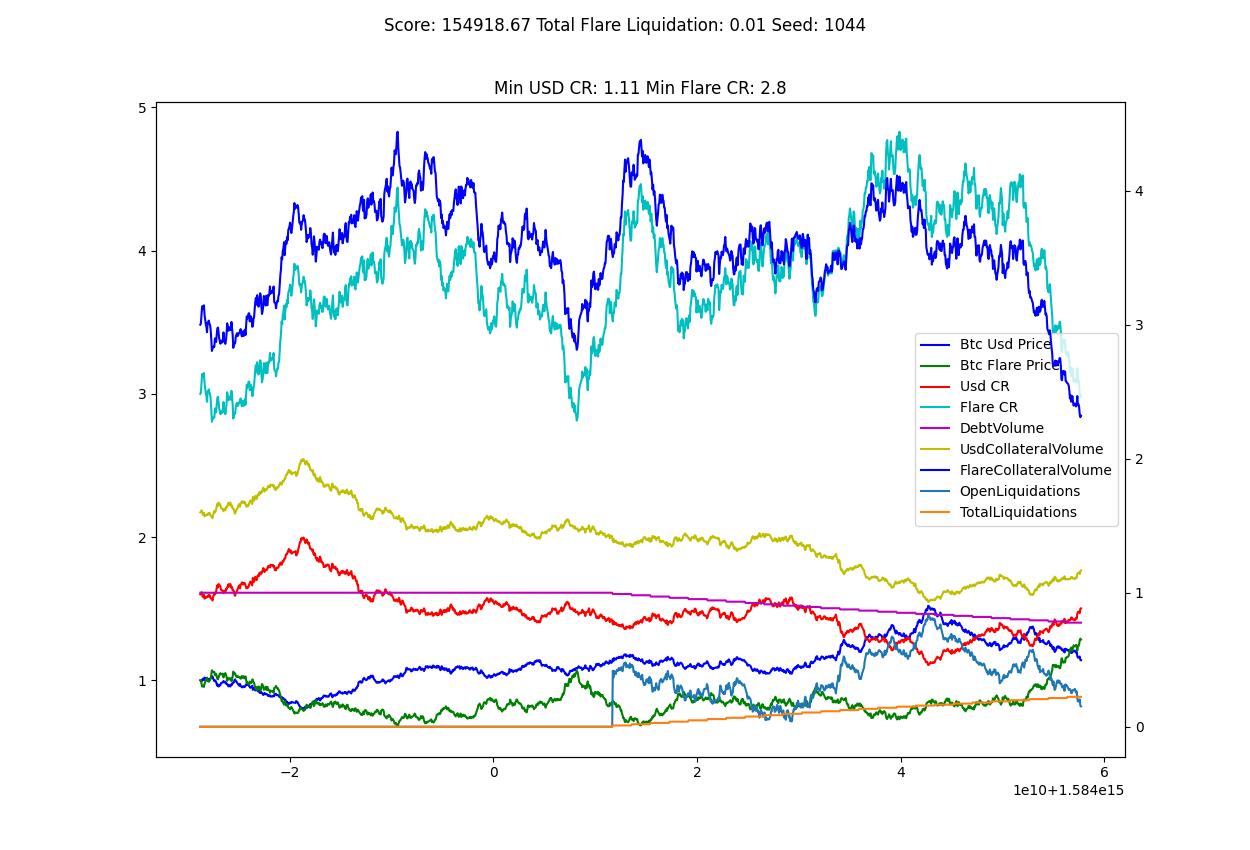 Score: 154918.67 Total Flare Liquidation: 0.01 Seed: 1044
Min USD CR: 1.11 Min Flare CR: 2.8
5
4
3
2
1
4
3
2
1
0
Btc Usd Price
Btc Flare Price
Usd CR
Flare CR
DebtVolume
UsdCollateralVolume
FlareCollateralVolume
OpenLiquidations
TotalLiquidations
−2 0 2 4 6
1e10+1.584e15